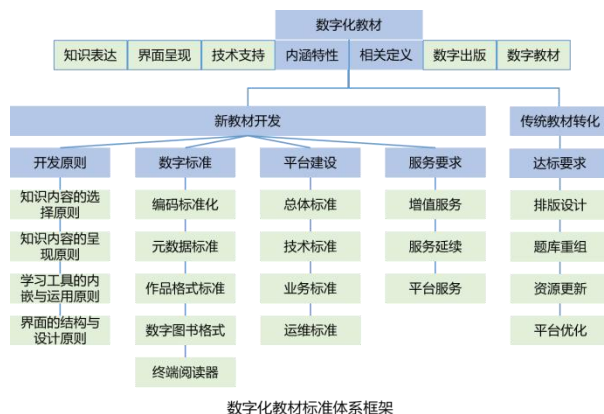 数字化教材
知识表达 界面呈现 技术支持 内涵特性 相关定义 数字出版 数字教材
新教材开发 传统教材转化
开发原则 数字标准 平台建设 服务要求 达标要求
知识内容的选
择原则
编码标准化 总体标准 增值服务 排版设计
知识内容的呈
现原则
元数据标准 技术标准 服务延续 题库重组
学习工具的内
嵌与运用原则
作品格式标准 业务标准 平台服务 资源更新
界面的结构与
设计原则
数字图书格式 运维标准 平台优化
终端阅读器
数字化教材标准体系框架